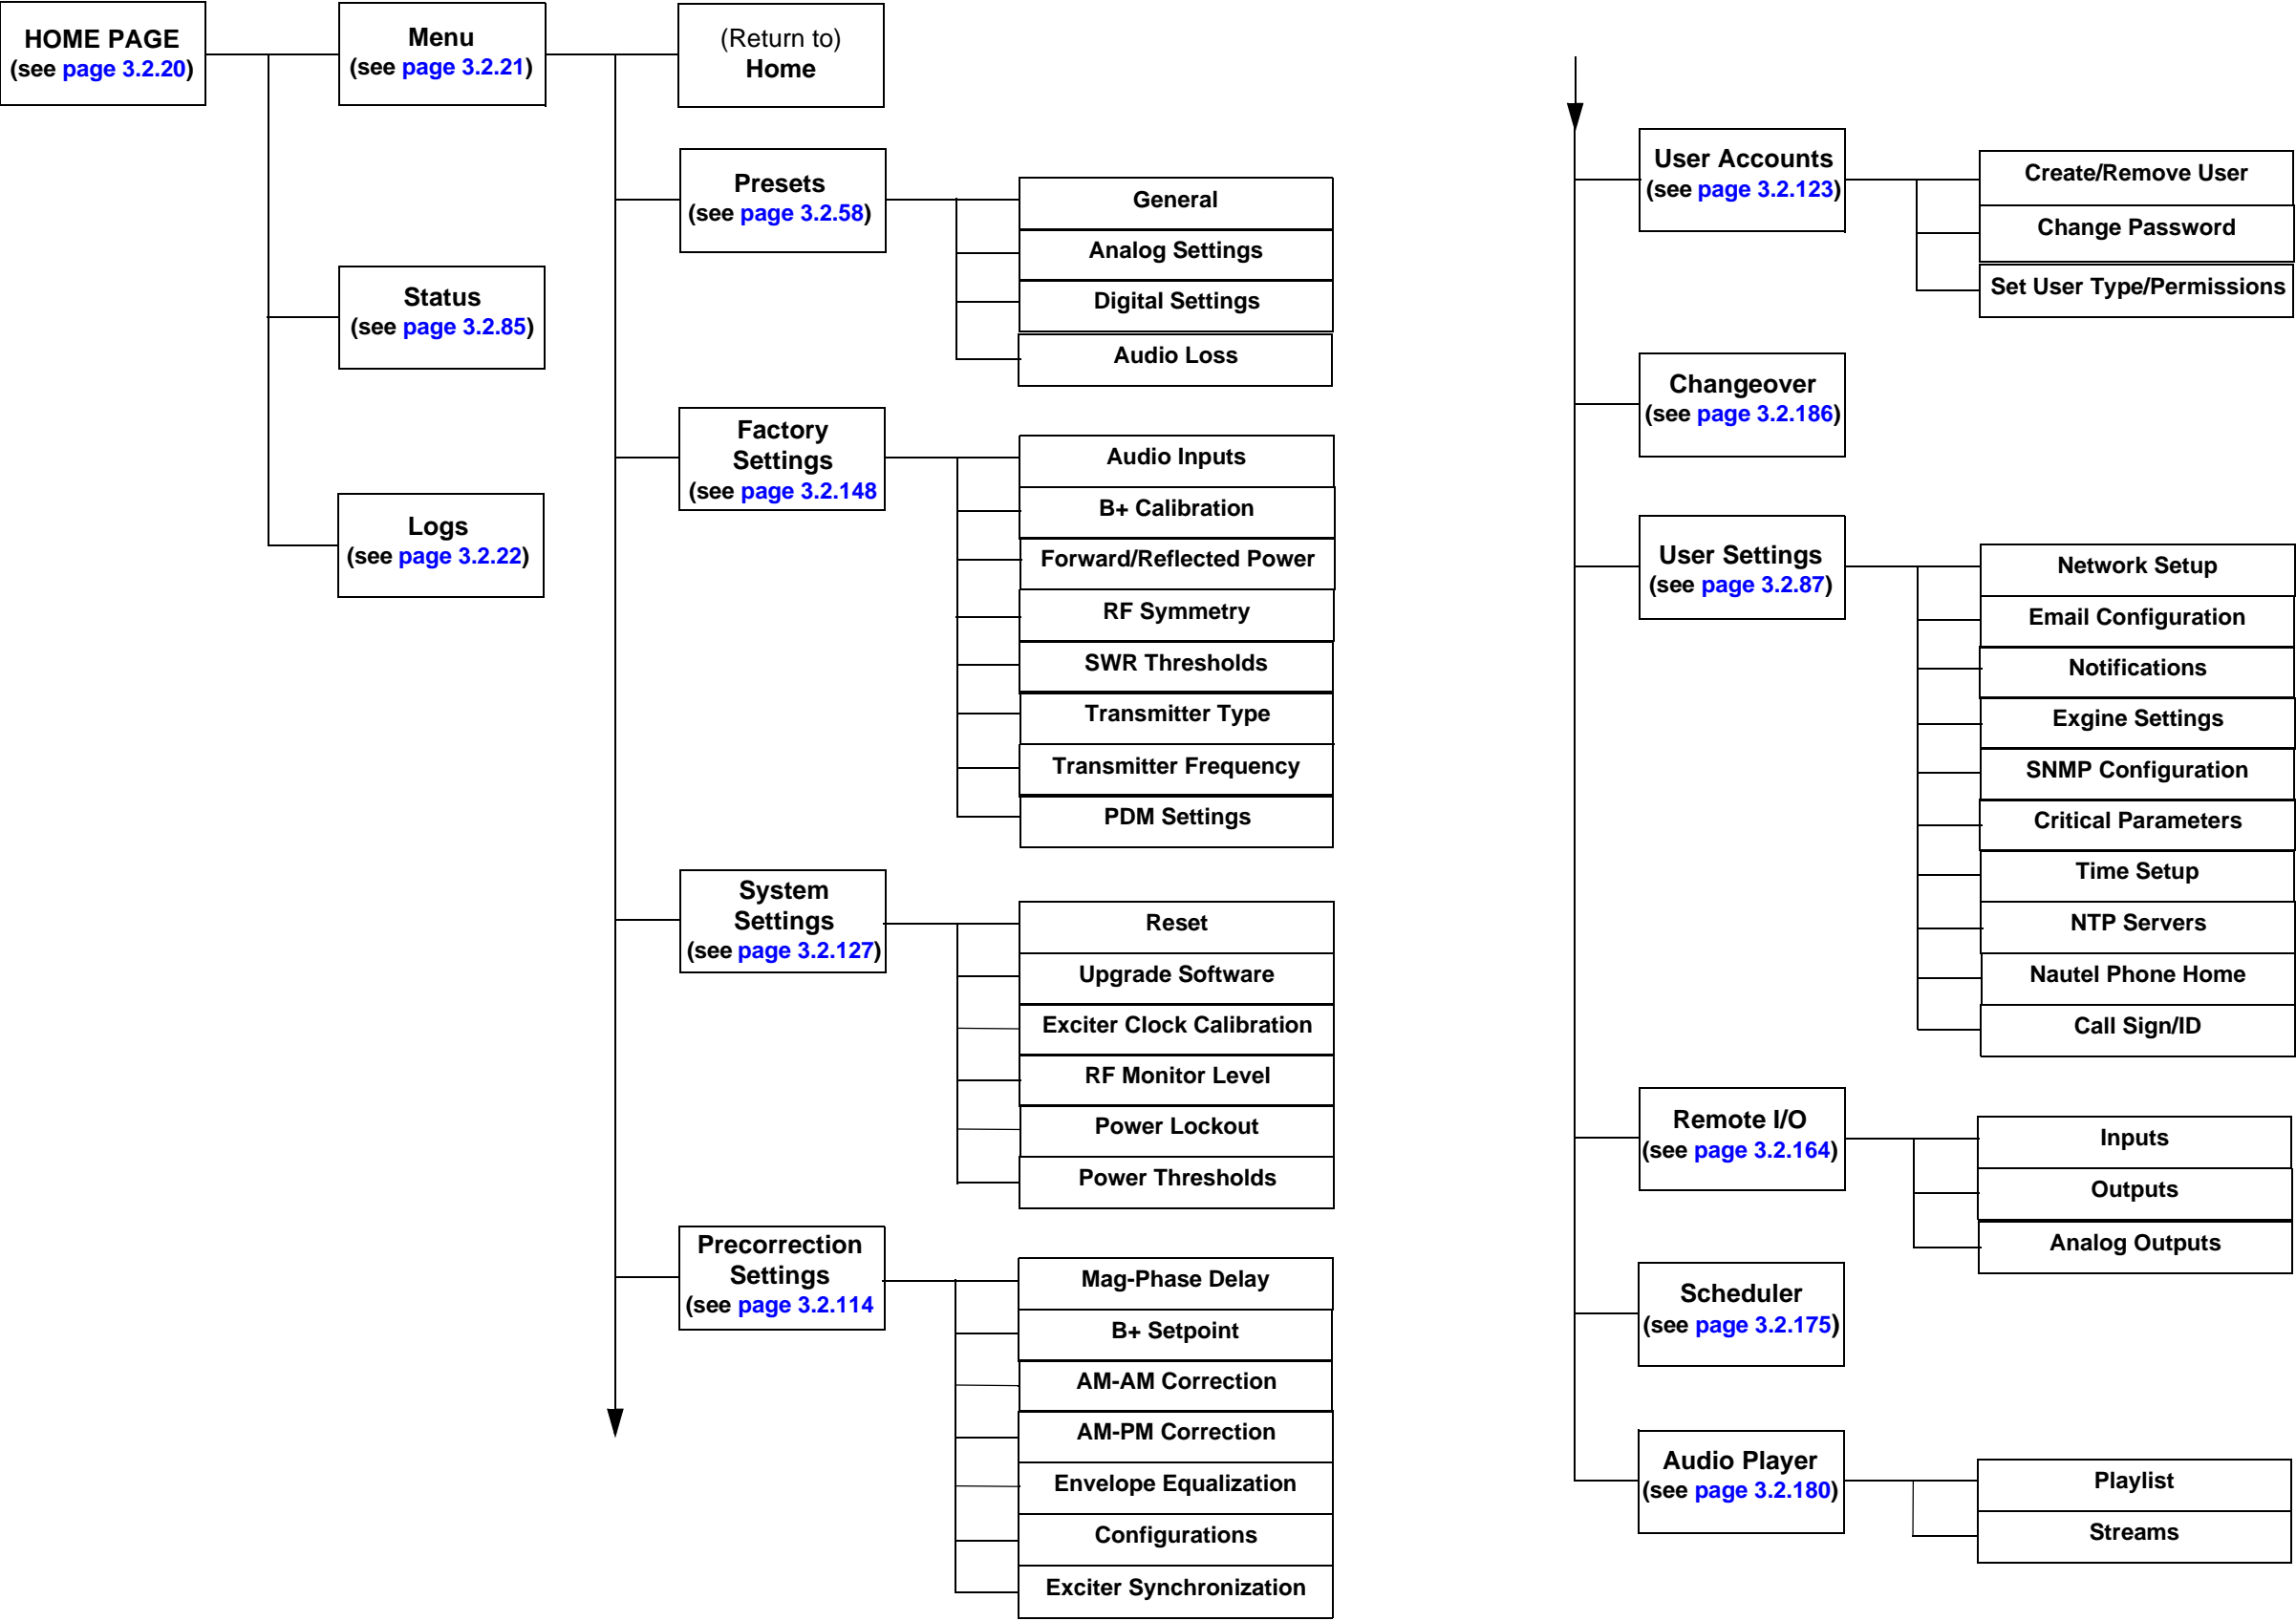 HOME PAGE
(see page 3.2.20)
Menu
(see page 3.2.21)
Status
(see page 3.2.85)
Logs
(see page 3.2.22)
(Return to)
Home
Presets
(see page 3.2.58)
General
Analog Settings
Digital Settings
Audio Loss
Factory
Settings
(see page 3.2.148
Audio Inputs
B+ Calibration
Forward/Reflected Power
RF Symmetry
SWR Thresholds
Transmitter Type
Transmitter Frequency
PDM Settings
System
Settings
(see page 3.2.127)
Reset
Upgrade Software
Exciter Clock Calibration
RF Monitor Level
Power Lockout
Power Thresholds
Precorrection
Settings
(see page 3.2.114
Mag-Phase Delay
B+ Setpoint
AM-AM Correction
AM-PM Correction
Envelope Equalization
Configurations
Exciter Synchronization
User Accounts
(see page 3.2.123)
Create/Remove User
Change Password
Set User Type/Permissions
Changeover
(see page 3.2.186)
User Settings
(see page 3.2.87)
Network Setup
Email Configuration
Notifications
Exgine Settings
SNMP Configuration
Critical Parameters
Time Setup
NTP Servers
Nautel Phone Home
Call Sign/ID
Remote I/O
(see page 3.2.164)
Inputs
Outputs
Analog Outputs
Scheduler
(see page 3.2.175)
Audio Player
(see page 3.2.180)
Playlist
Streams